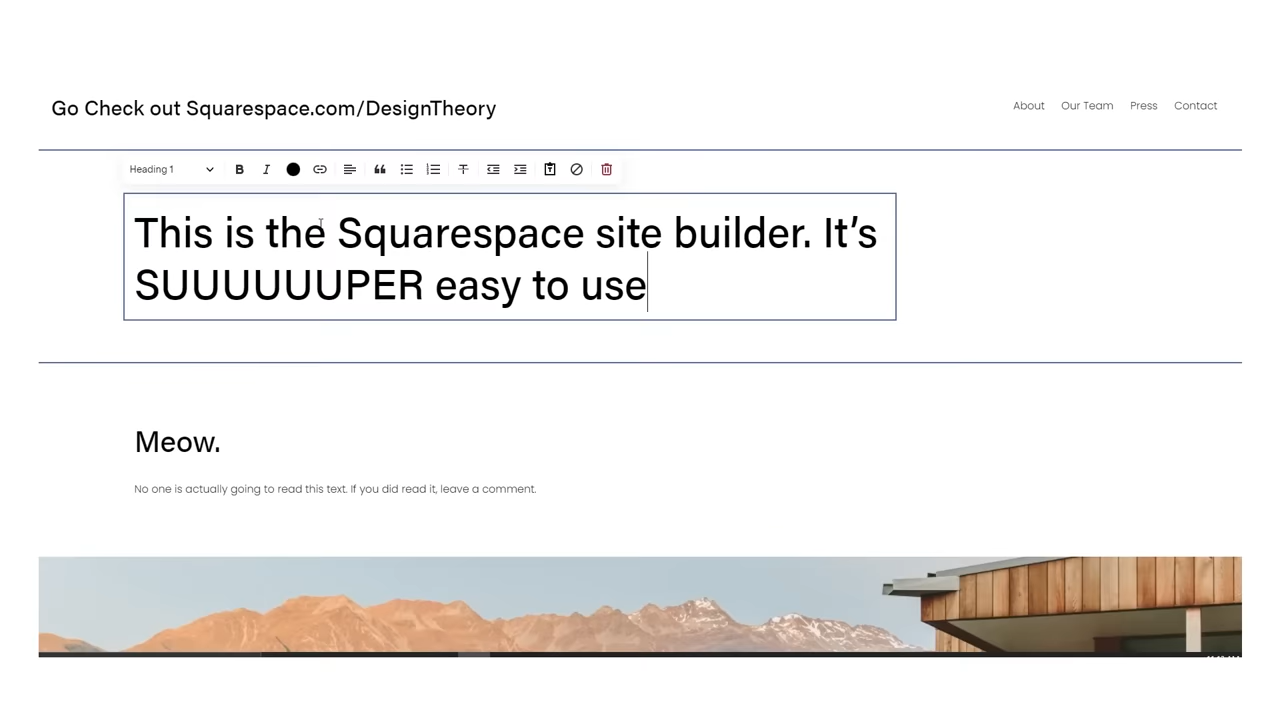 Go Check out Squarespace.com/DesignTheory
About Our Team Press Contact
Heading 1
This is the Squarespace site builder. It’s
SUUUUUUPER easy to use
Meow.
No one is actually going to read this text. If you did read it, leave a comment.